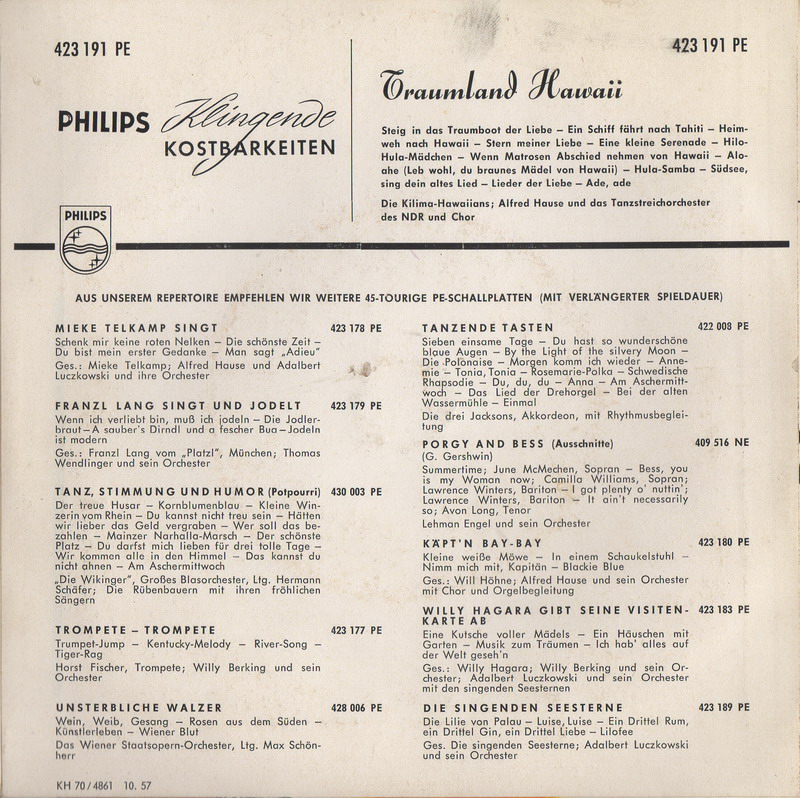 423 191 PE
423 191 PE
PHILIPS Klingende
KOSTBARKEITEN
Traumland Hawaii
Steig in das Traumboot der Liebe – Ein Schiff fährt nach Tahiti – Heim-
weh nach Hawaii – Stern meiner Liebe – Eine kleine Serenade – Hilo-
Hula-Mädchen – Wenn Matrosen Abschied nehmen von Hawaii – Alo-
ahe (Leb wohl, du braunes Mädel von Hawaii) – Hula-Samba – Südsee,
sing dein altes Lied – Lieder der Liebe – Ade, ade
Die Kilima-Hawaiians; Alfred Hause und das Tanzstreichorchester
des NDR und Chor
PHILIPS
AUS UNSEREM REPERTOIRE EMPFEHLEN WIR WEITERE 45-TOURIGE PE-SCHALLPLATTEN (MIT VERLÄNGERTER SPIELDAUER)
MIEKE TELKAMP SINGT 423 178 PE
Schenk mir keine roten Nelken – Die schönste Zeit –
Du bist mein erster Gedanke – Man sagt „Adieu"
Ges.: Mieke Telkamp; Alfred Hause und Adalbert
Luczkowski und ihre Orchester
FRANZL LANG SINGT UND JODELT 423 179 PE
Wenn ich verliebt bin, muß ich jodeln – Die Jodler-
braut – A sauber's Dirndl und a fescher Bua – Jodeln
ist modern
Ges.: Franzl Lang vom „Platzl", München; Thomas
Wendlinger und sein Orchester
TANZ, STIMMUNG UND HUMOR (Potpourri) 430 003 PE
Der treue Husar – Kornblumenblau – Kleine Win-
zerin vom Rhein – Du kannst nicht treu sein – Hätten
wir lieber das Geld vergraben – Wer soll das be-
zahlen – Mainzer Narhalla-Marsch – Der schönste
Platz – Du darfst mich lieben für drei tolle Tage –
Wir kommen alle in den Himmel – Das kannst du
nicht ahnen – Am Aschermittwoch
„Die Wikinger", Großes Blasorchester, Ltg. Hermann
Schäfer; Die Rübenbauern mit ihren fröhlichen
Sängern
TROMPETE – TROMPETE 423 177 PE
Trumpet-Jump – Kentucky-Melody – River-Song –
Tiger-Rag
Horst Fischer, Trompete; Willy Berking und sein
Orchester
UNSTERBLICHE WALZER 428 006 PE
Wein, Weib, Gesang – Rosen aus dem Süden –
Künstlerleben – Wiener Blut
Das Wiener Staatsopern-Orchester, Ltg. Max Schön-
herr
KH 70/4861 10. 57
TANZENDE TASTEN 422 008 PE
Sieben einsame Tage – Du hast so wunderschöne
blaue Augen – By the Light of the silvery Moon –
Die Polonaise – Morgen komm ich wieder – Anne-
mie – Tonia, Tonia – Rosemarie-Polka – Schwedische
Rhapsodie – Du, du, du – Anna – Am Aschermitt-
woch – Das Lied der Drehorgel – Bei der alten
Wassermühle – Einmal
Die drei Jacksons, Akkordeon, mit Rhythmusbeglei-
tung
PORGY AND BESS (Ausschnitte) 409 516 NE
(G. Gershwin)
Summertime; June McMechen, Sopran – Bess, you
is my Woman now; Camilla Williams, Sopran;
Lawrence Winters, Bariton – I got plenty o' nuttin';
Lawrence Winters, Bariton – It ain't necessarily
so; Avon Long, Tenor
Lehman Engel und sein Orchester
KÄPT'N BAY-BAY 423 180 PE
Kleine weiße Möwe – In einem Schaukelstuhl –
Nimm mich mit, Kapitän – Blackie Blue
Ges.: Will Höhne; Alfred Hause und sein Orchester
mit Chor und Orgelbegleitung
WILLY HAGARA GIBT SEINE VISITEN- 423 183 PE
KARTE AB
Eine Kutsche voller Mädels – Ein Häuschen mit
Garten – Musik zum Träumen – Ich hab' alles auf
der Welt geseh'n
Ges.: Willy Hagara; Willy Berking und sein Or-
chester; Adalbert Luczkowski und sein Orchester
mit den singenden Seesternen
DIE SINGENDEN SEESTERNE 423 189 PE
Die Lilie von Palau – Luise, Luise – Ein Drittel Rum,
ein Drittel Gin, ein Drittel Liebe – Lilofee
Ges. Die singenden Seesterne; Adalbert Luczkowski
und sein Orchester